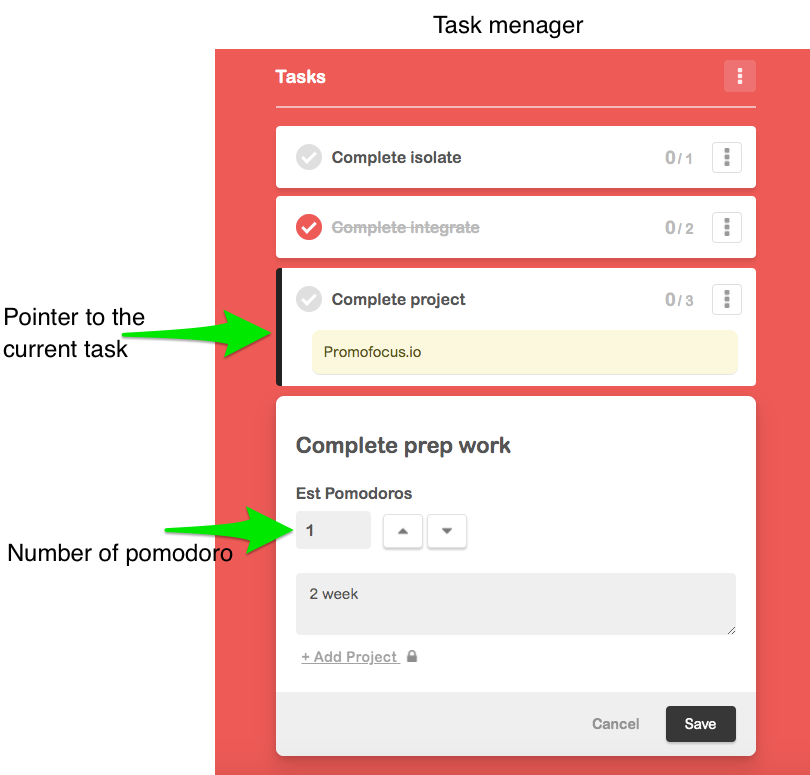 Task menager
Tasks
Complete isolate
0/ 1
Complete integrate
0/ 2
Complete project
0/ 3
Pointer to the
current task
Promofocus.io
Complete prep work
Est Pomodoros
1
Number of pomodoro
2 week
+ Add Project
Cancel
Save